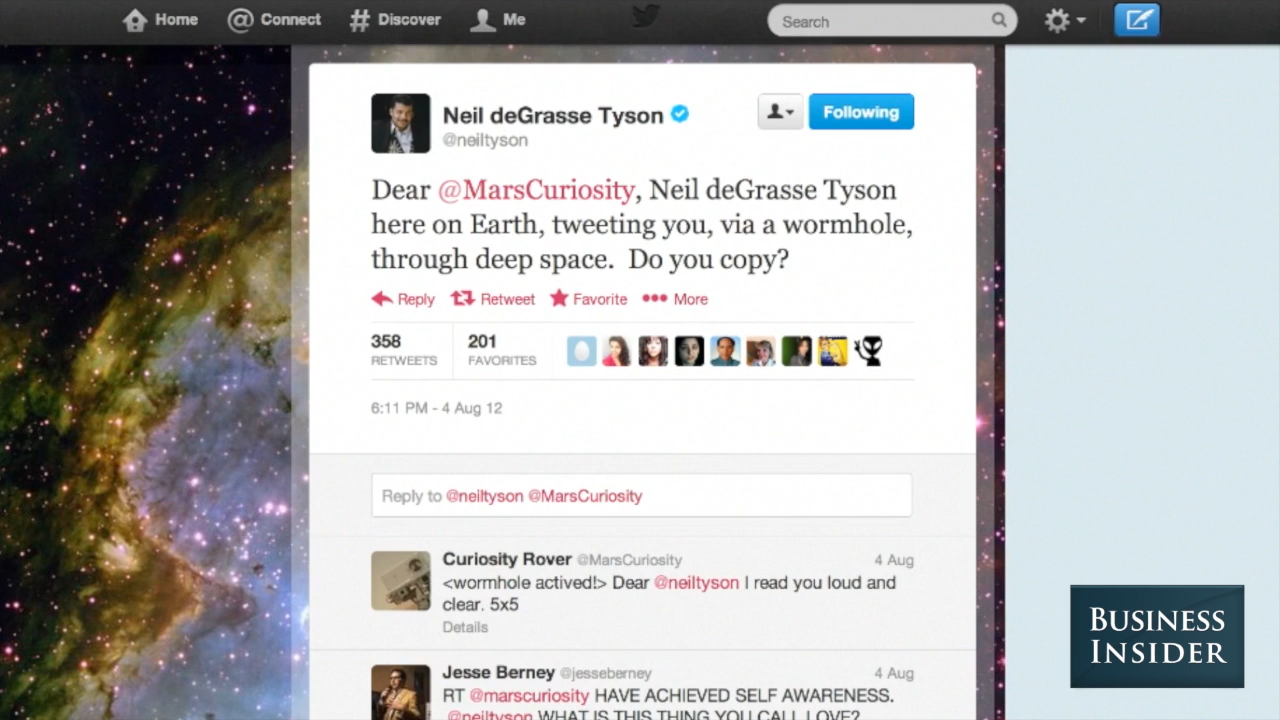 Home Connect Discover Me Search
Neil deGrasse Tyson
@neiltyson
Following
Dear @MarsCuriosity, Neil deGrasse Tyson
here on Earth, tweeting you, via a wormhole,
through deep space. Do you copy?
Reply Retweet Favorite More
358 201
RETWEETS FAVORITES
6:11 PM - 4 Aug 12
Reply to @neiltyson @MarsCuriosity
Curiosity Rover @MarsCuriosity 4 Aug
<wormhole actived!> Dear @neiltyson I read you loud and
clear. 5x5
Details
Jesse Berney @jesseberney 4 Aug
RT @marscuriosity HAVE ACHIEVED SELF AWARENESS.
@neiltyson WHAT IS THIS THING YOU CALL LOVE?
BUSINESS
INSIDER